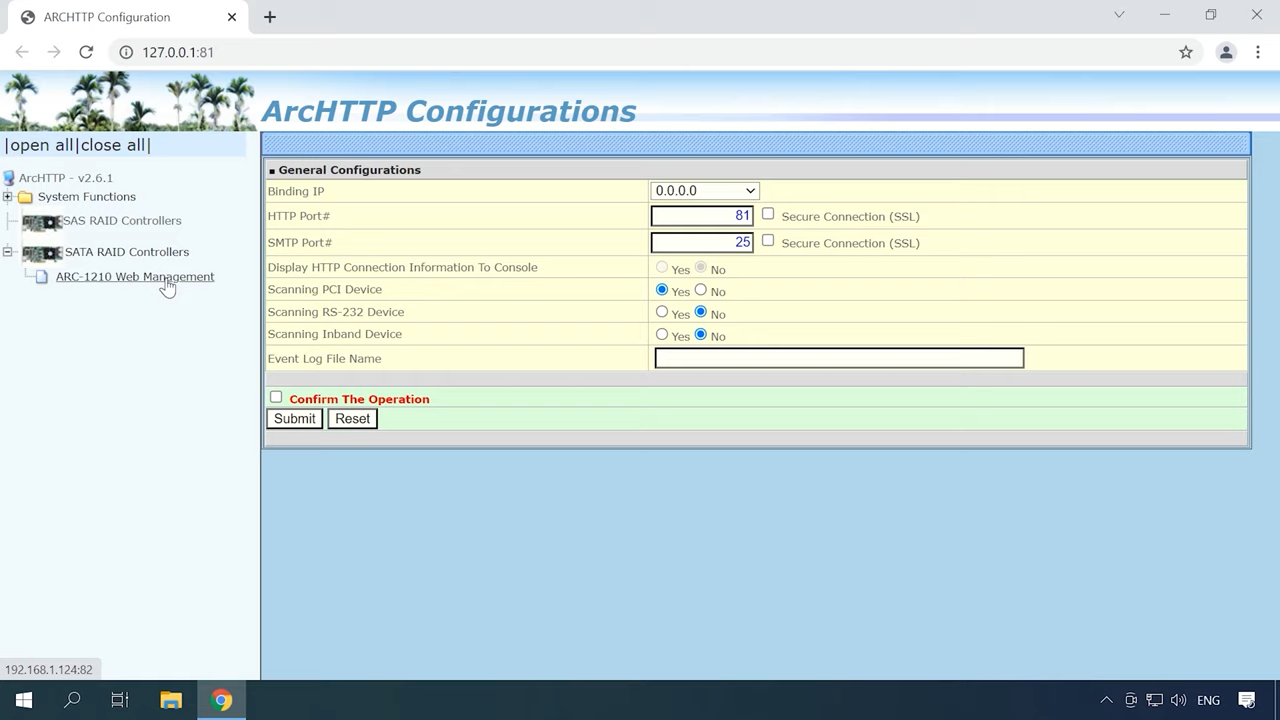 ARCHTTP Configuration
127.0.0.1:81
ArcHTTP Configurations
|open all|close all|
ArcHTTP - v2.6.1
System Functions
SAS RAID Controllers
SATA RAID Controllers
ARC-1210 Web Management
General Configurations
Binding IP 0.0.0.0
HTTP Port# 81 Secure Connection (SSL)
SMTP Port# 25 Secure Connection (SSL)
Display HTTP Connection Information To Console Yes No
Scanning PCI Device Yes No
Scanning RS-232 Device Yes No
Scanning Inband Device Yes No
Event Log File Name
Confirm The Operation
Submit Reset
192.168.1.124:82
ENG